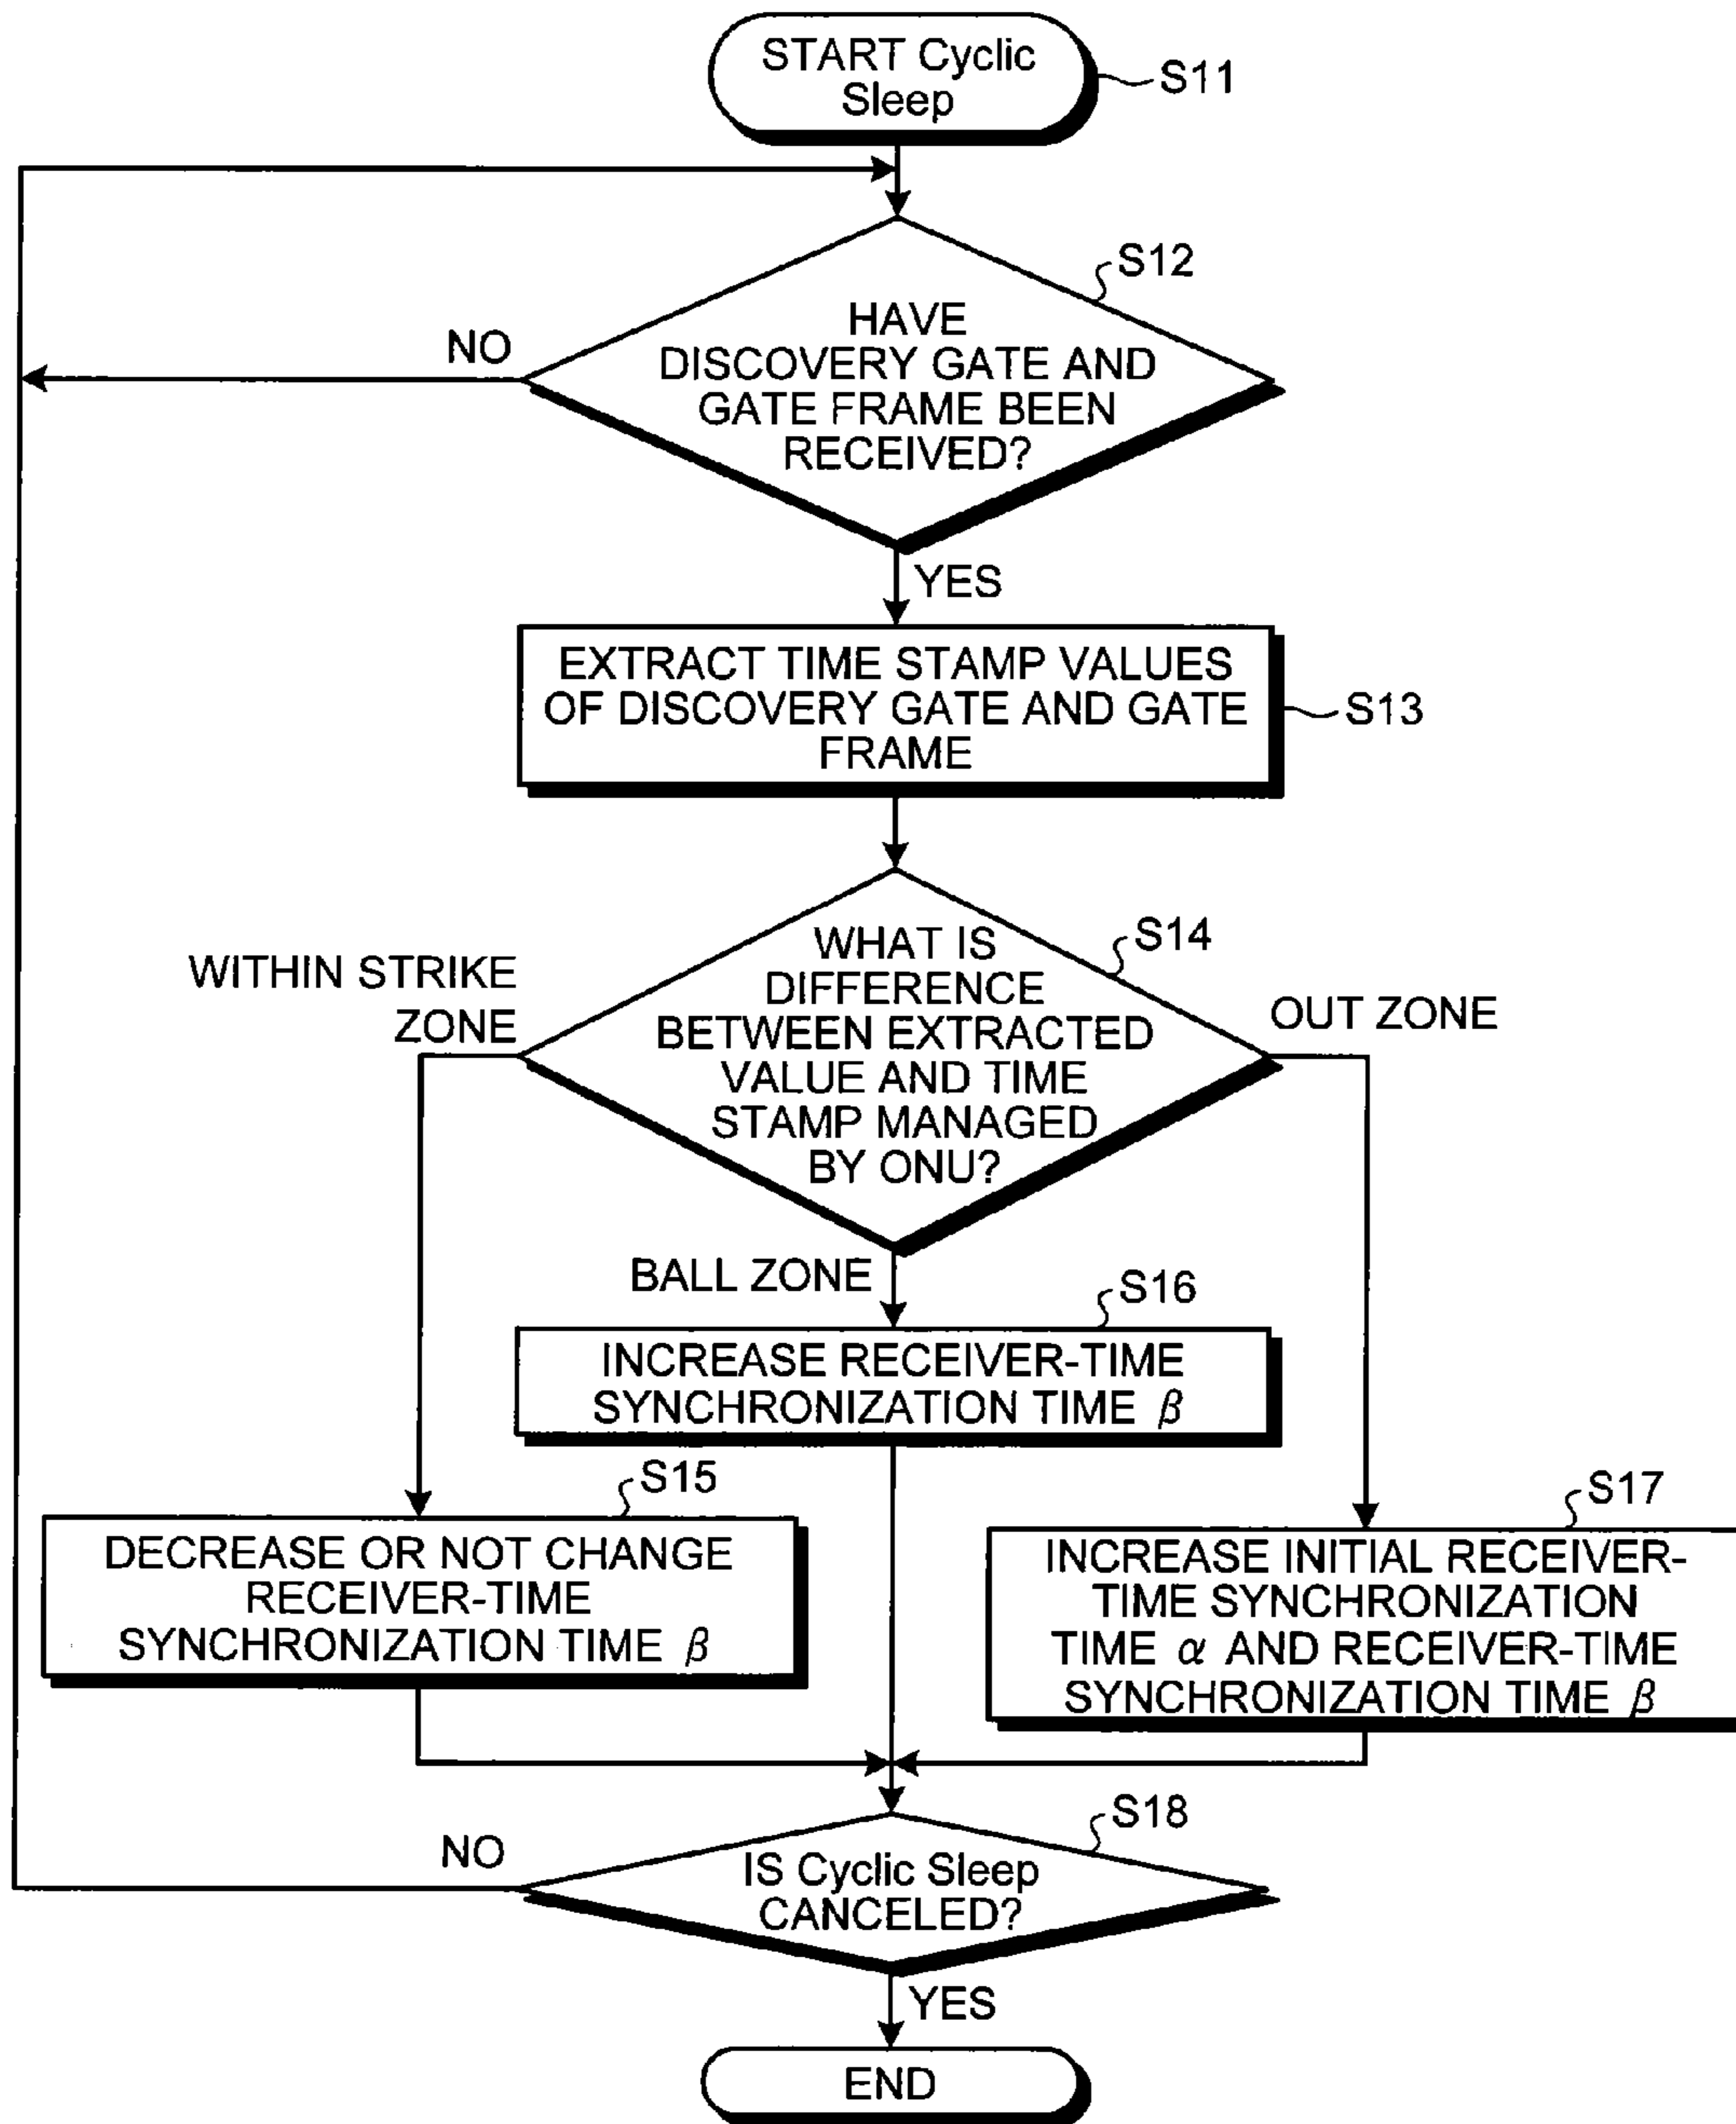 START Cyclic
Sleep
S11
S12
NO
HAVE
DISCOVERY GATE AND
GATE FRAME BEEN
RECEIVED?
YES
EXTRACT TIME STAMP VALUES
OF DISCOVERY GATE AND GATE
FRAME
S13
S14
WITHIN STRIKE
ZONE
WHAT IS
DIFFERENCE
BETWEEN EXTRACTED
VALUE AND TIME
STAMP MANAGED
BY ONU?
OUT ZONE
BALL ZONE
S16
INCREASE RECEIVER-TIME
SYNCHRONIZATION TIME β
S15
DECREASE OR NOT CHANGE
RECEIVER-TIME
SYNCHRONIZATION TIME β
S17
INCREASE INITIAL RECEIVER-
TIME SYNCHRONIZATION
TIME α AND RECEIVER-TIME
SYNCHRONIZATION TIME β
S18
NO
IS Cyclic Sleep
CANCELED?
YES
END